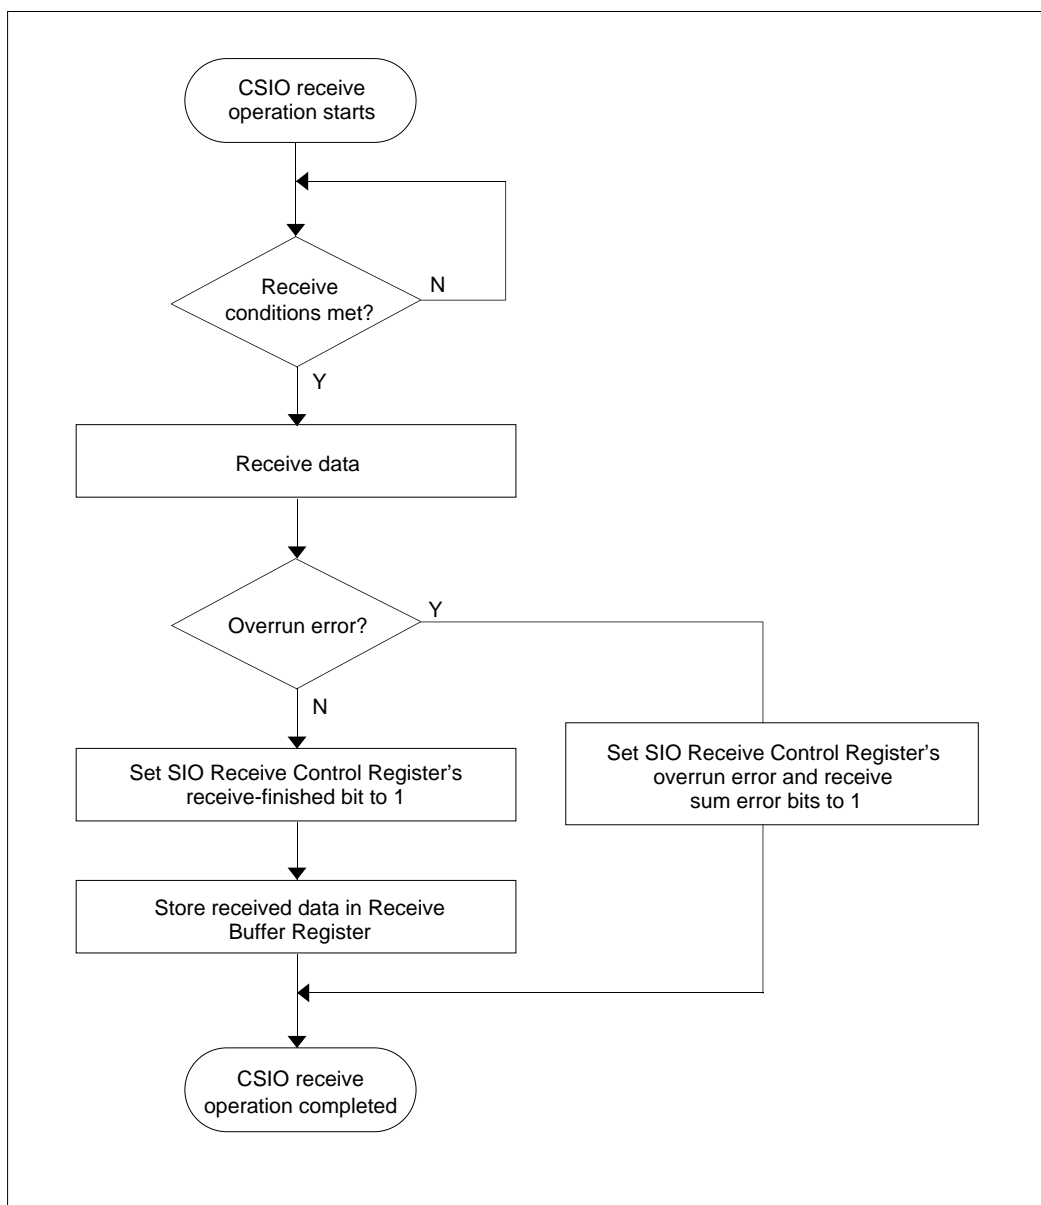 CSIO receive
operation starts
Receive
conditions met?
N
Y
Receive data
Overrun error?
Y
N
Set SIO Receive Control Register’s
receive-finished bit to 1
Set SIO Receive Control Register’s
overrun error and receive
sum error bits to 1
Store received data in Receive
Buffer Register
CSIO receive
operation completed